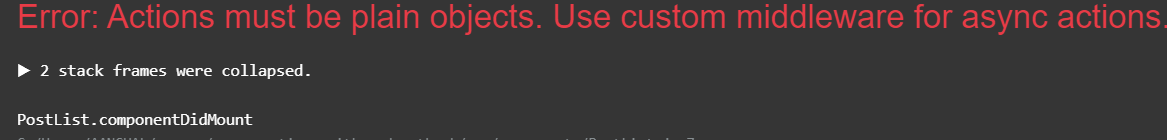 Error: Actions must be plain objects. Use custom middleware for async actions.
▶ 2 stack frames were collapsed.
PostList.componentDidMount